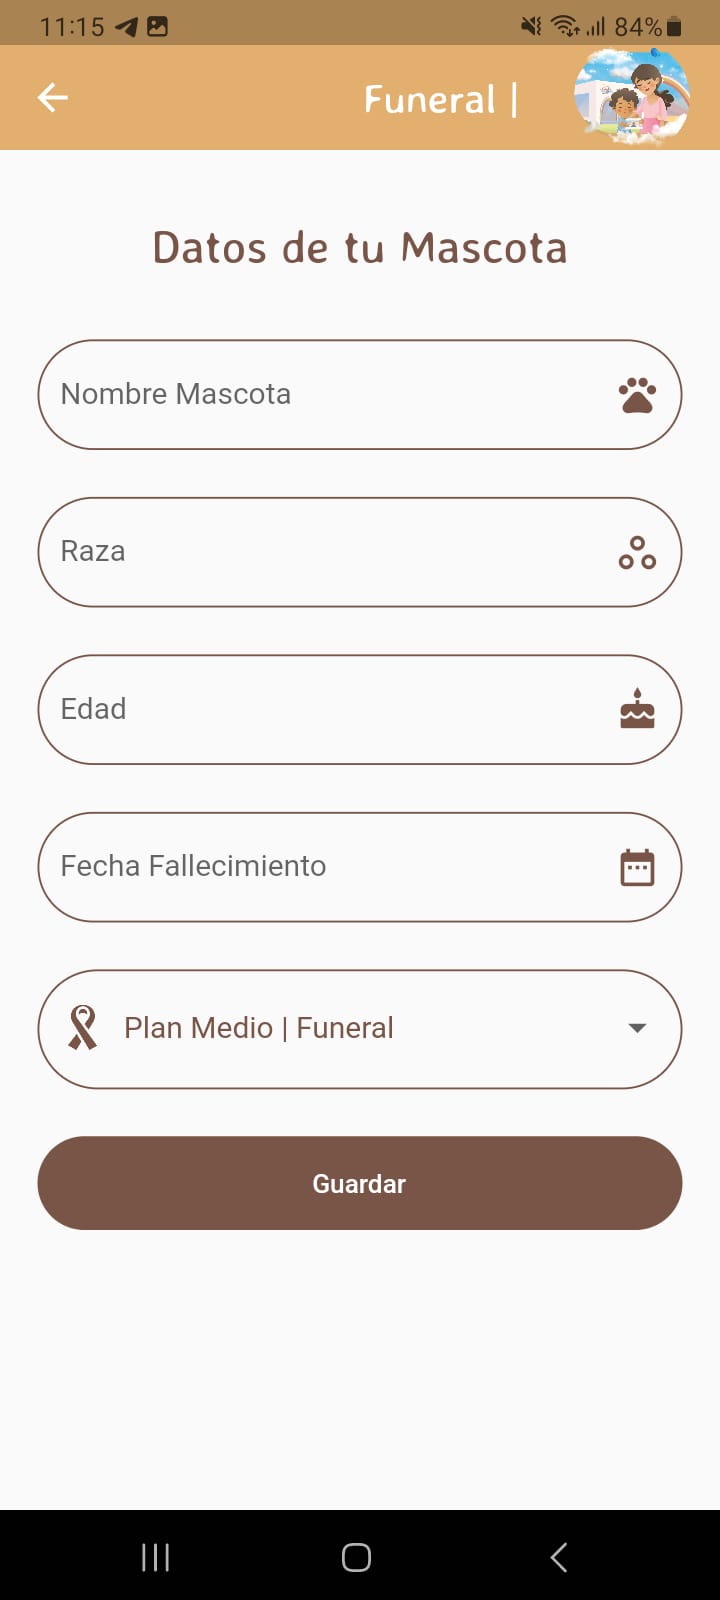 11:15 84%
Funeral |
Datos de tu Mascota
Nombre Mascota
Raza
Edad
Fecha Fallecimiento
Plan Medio | Funeral
Guardar